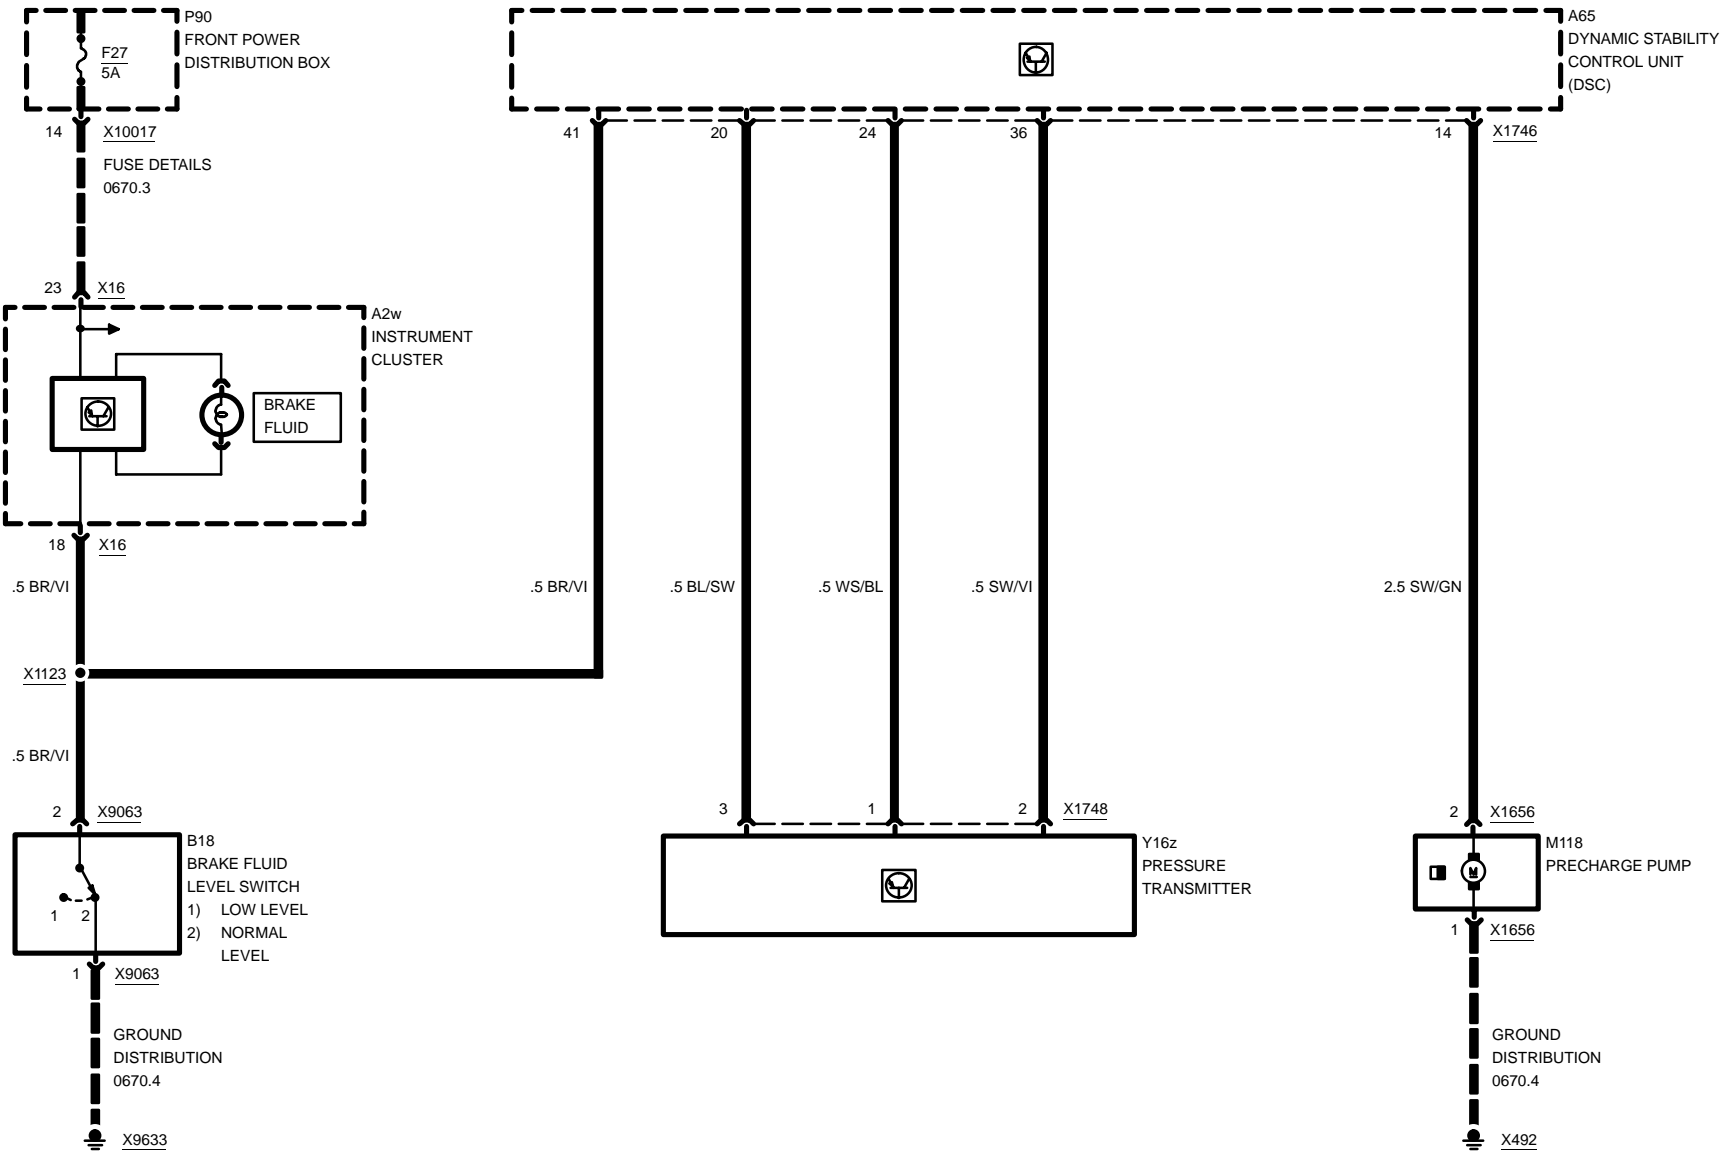 P90
FRONT POWER
DISTRIBUTION BOX
F27
5A
A65
DYNAMIC STABILITY
CONTROL UNIT
(DSC)
14 X10017
41 20 24 36 14 X1746
FUSE DETAILS
0670.3
23 X16
A2w
INSTRUMENT
CLUSTER
BRAKE
FLUID
18 X16
.5 BR/VI .5 BR/VI .5 BL/SW .5 WS/BL .5 SW/VI 2.5 SW/GN
X1123
.5 BR/VI
2 X9063
3 1 2 X1748
2 X1656
B18
BRAKE FLUID
LEVEL SWITCH
1) LOW LEVEL
2) NORMAL
LEVEL
1 2
Y16z
PRESSURE
TRANSMITTER
M118
PRECHARGE PUMP
M
1 X1656
1 X9063
GROUND
DISTRIBUTION
0670.4
GROUND
DISTRIBUTION
0670.4
X9633
X492